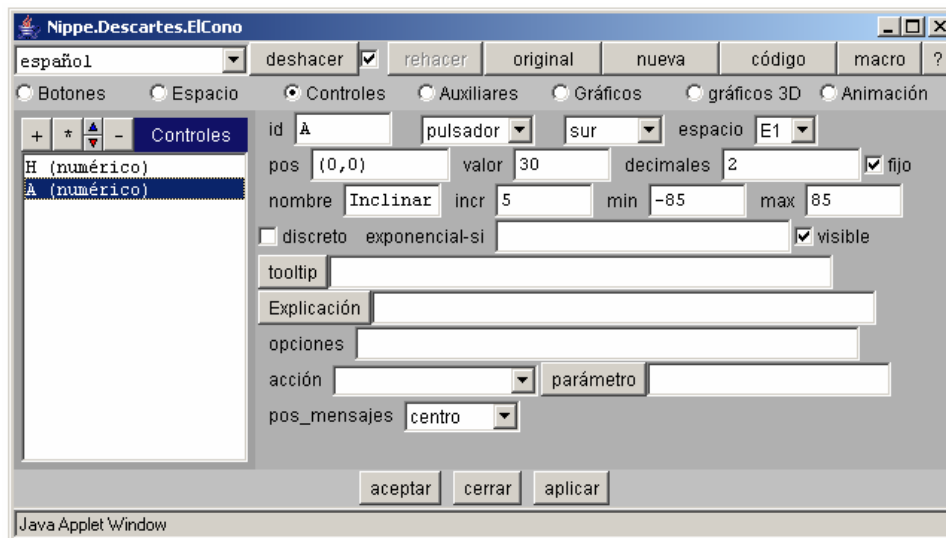 Nippe.Descartes.ElCono
español deshacer rehacer original nueva código macro ?
Botones Espacio Controles Auxiliares Gráficos gráficos 3D Animación
+ * - Controles id A pulsador sur espacio E1
H (numérico) pos (0,0) valor 30 decimales 2 fijo
A (numérico) nombre Inclinar incr 5 min -85 max 85
discreto exponencial-si visible
tooltip
Explicación
opciones
acción parámetro
pos_mensajes centro
aceptar cerrar aplicar
Java Applet Window